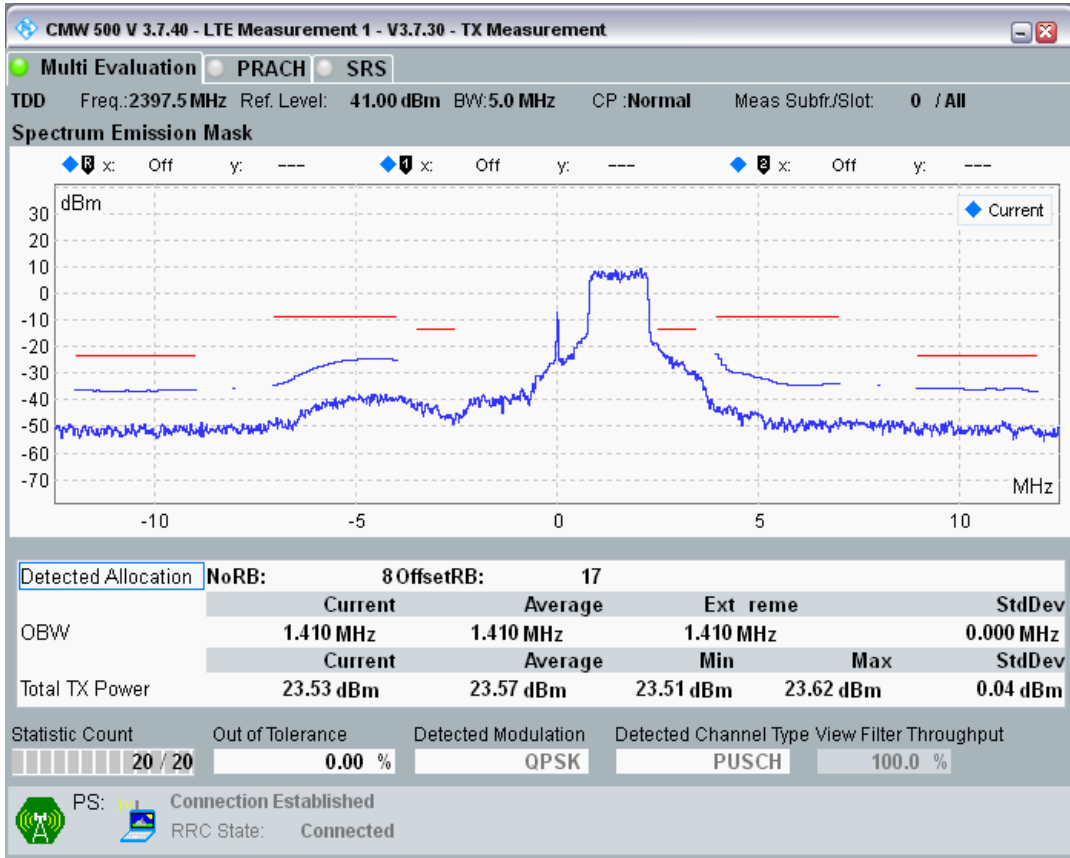 CMW 500 V 3.7.40 - LTE Measurement 1 - V3.7.30 - TX Measurement
Multi Evaluation PRACH SRS
TDD Freq.:2397.5 MHz Ref. Level: 41.00 dBm BW:5.0 MHz CP :Normal Meas Subfr./Slot: 0 / All
Spectrum Emission Mask
R x: Off y: --- 1 x: Off y: --- 2 x: Off y: ---
dBm
Current
30
20
10
0
-10
-20
-30
-40
-50
-60
-70
MHz
-10 -5 0 5 10
Detected Allocation NoRB: 8 OffsetRB: 17
Current Average Ext reme StdDev
OBW 1.410 MHz 1.410 MHz 1.410 MHz 0.000 MHz
Current Average Min Max StdDev
Total TX Power 23.53 dBm 23.57 dBm 23.51 dBm 23.62 dBm 0.04 dBm
Statistic Count Out of Tolerance Detected Modulation Detected Channel Type View Filter Throughput
20 / 20 0.00 % QPSK PUSCH 100.0 %
PS: Connection Established
RRC State: Connected